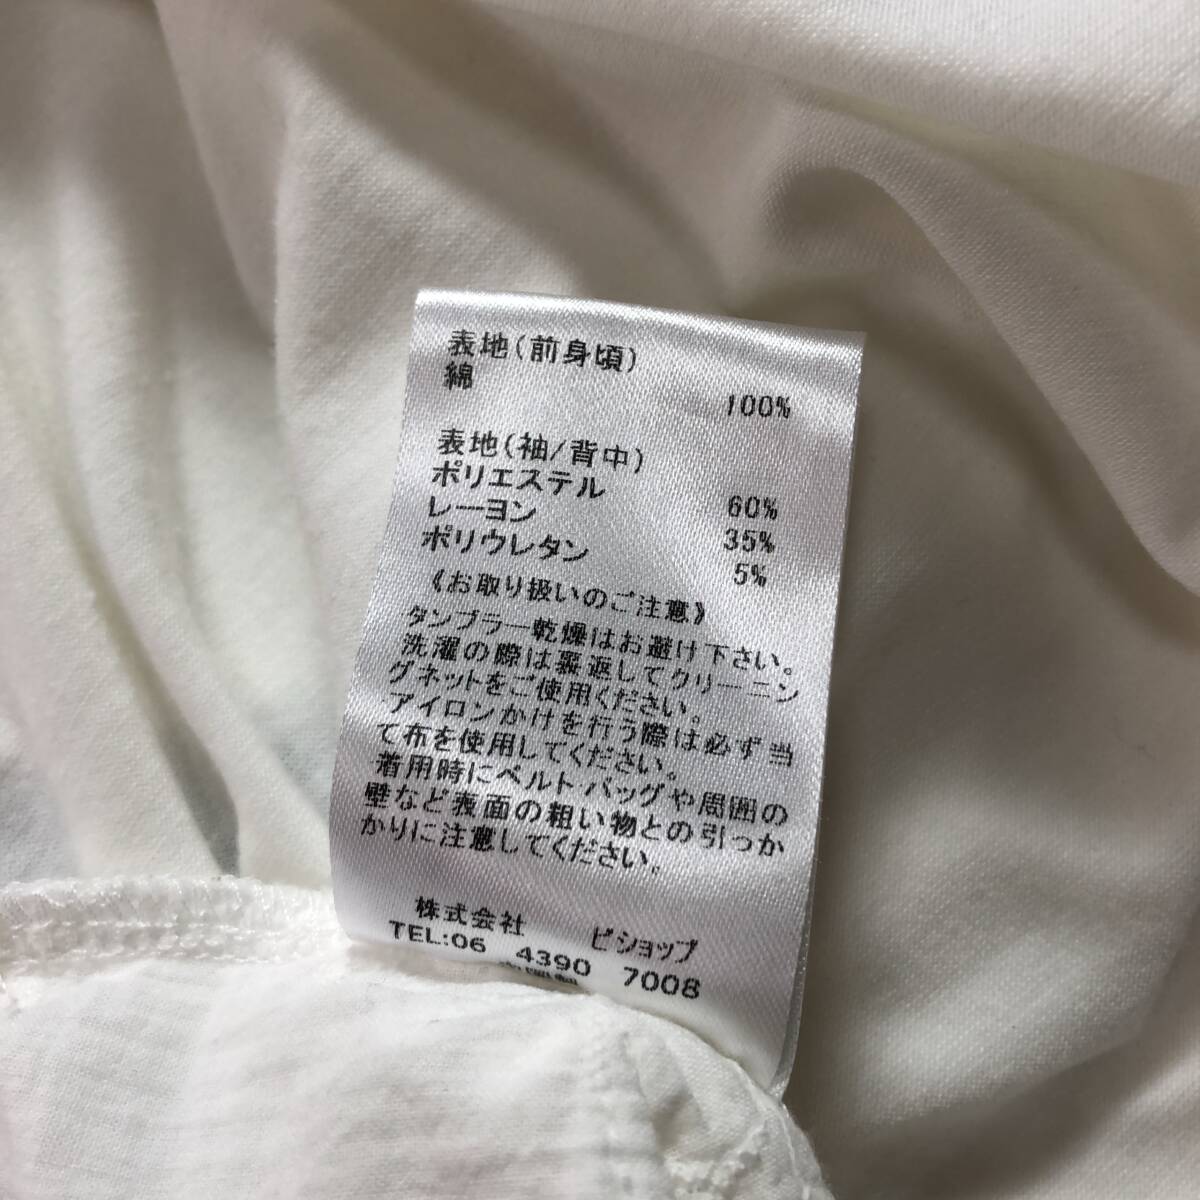 表地(前身頃)
綿
100%
表地(袖/背中)
ポリエステル 60%
レーヨン 35%
ポリウレタン 5%
《お取り扱いのご注意》
タンブラー乾燥はお避け下さい。
洗濯の際は裏返してクリーニン
グネットをご使用ください。
アイロンかけを行う際は必ず当
て布を使用してください。
着用時にベルト・バッグや周囲の
壁など表面の粗い物との引っか
かりに注意してください。
株式会社 ビショップ
TEL:06 4390 7008